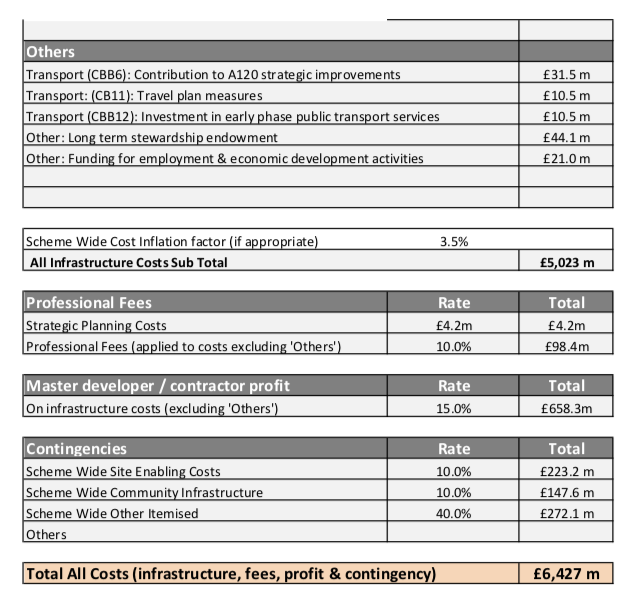 Others
Transport (CBB6): Contribution to A120 strategic improvements £31.5 m
Transport: (CB11): Travel plan measures £10.5 m
Transport (CBB12): Investment in early phase public transport services £10.5 m
Other: Long term stewardship endowment £44.1 m
Other: Funding for employment & economic development activities £21.0 m
Scheme Wide Cost Inflation factor (if appropriate) 3.5%
All Infrastructure Costs Sub Total £5,023 m
Professional Fees Rate Total
Strategic Planning Costs £4.2m £4.2m
Professional Fees (applied to costs excluding 'Others') 10.0% £98.4m
Master developer / contractor profit Rate Total
On infrastructure costs (excluding 'Others') 15.0% £658.3m
Contingencies Rate Total
Scheme Wide Site Enabling Costs 10.0% £223.2 m
Scheme Wide Community Infrastructure 10.0% £147.6 m
Scheme Wide Other Itemised 40.0% £272.1 m
Others
Total All Costs (infrastructure, fees, profit & contingency) £6,427 m